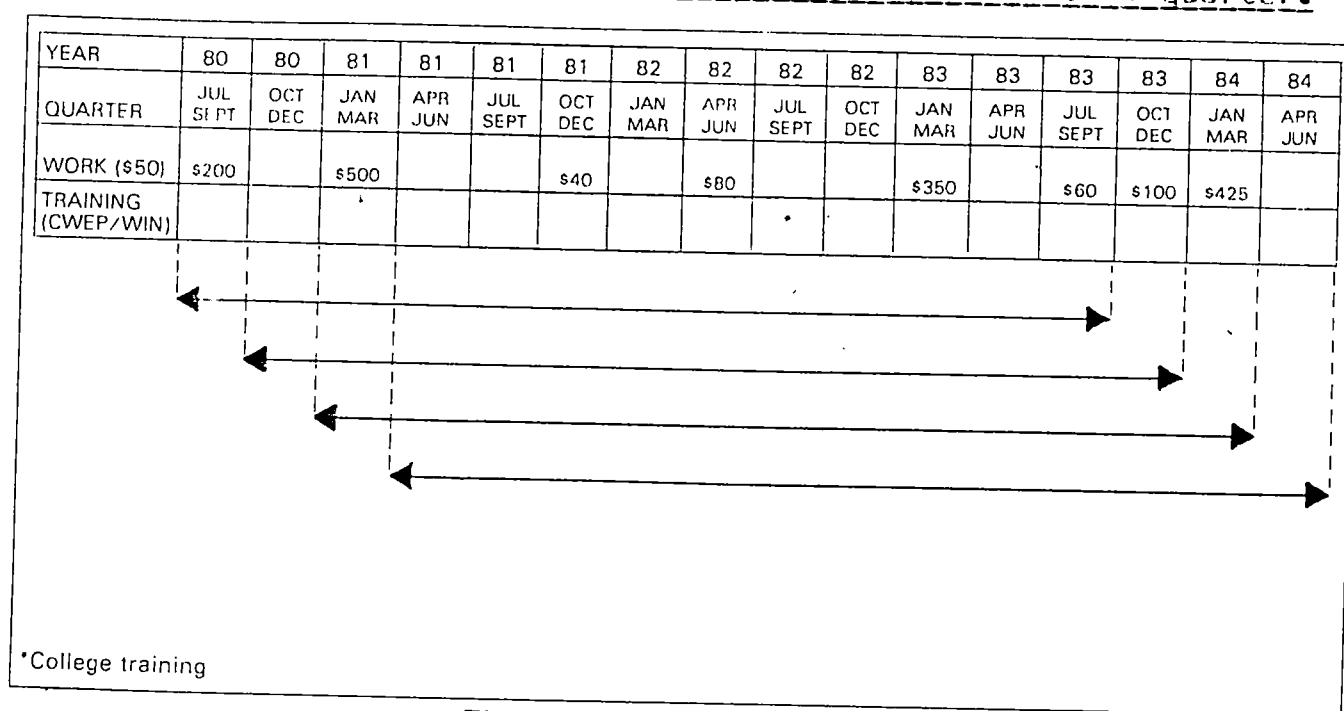 YEAR 80 80 81 81 81 81 82 82 82 82 83 83 83 83 84 84
QUARTER JUL SEPT OCT DEC JAN MAR APR JUN JUL SEPT OCT DEC JAN MAR APR JUN JUL SEPT OCT DEC JAN MAR APR JUN JUL SEPT OCT DEC JAN MAR APR JUN
WORK ($50) $200 $500 $40 $80 $350 $60 $100 $425
TRAINING
(CWEP/WIN)
*College training